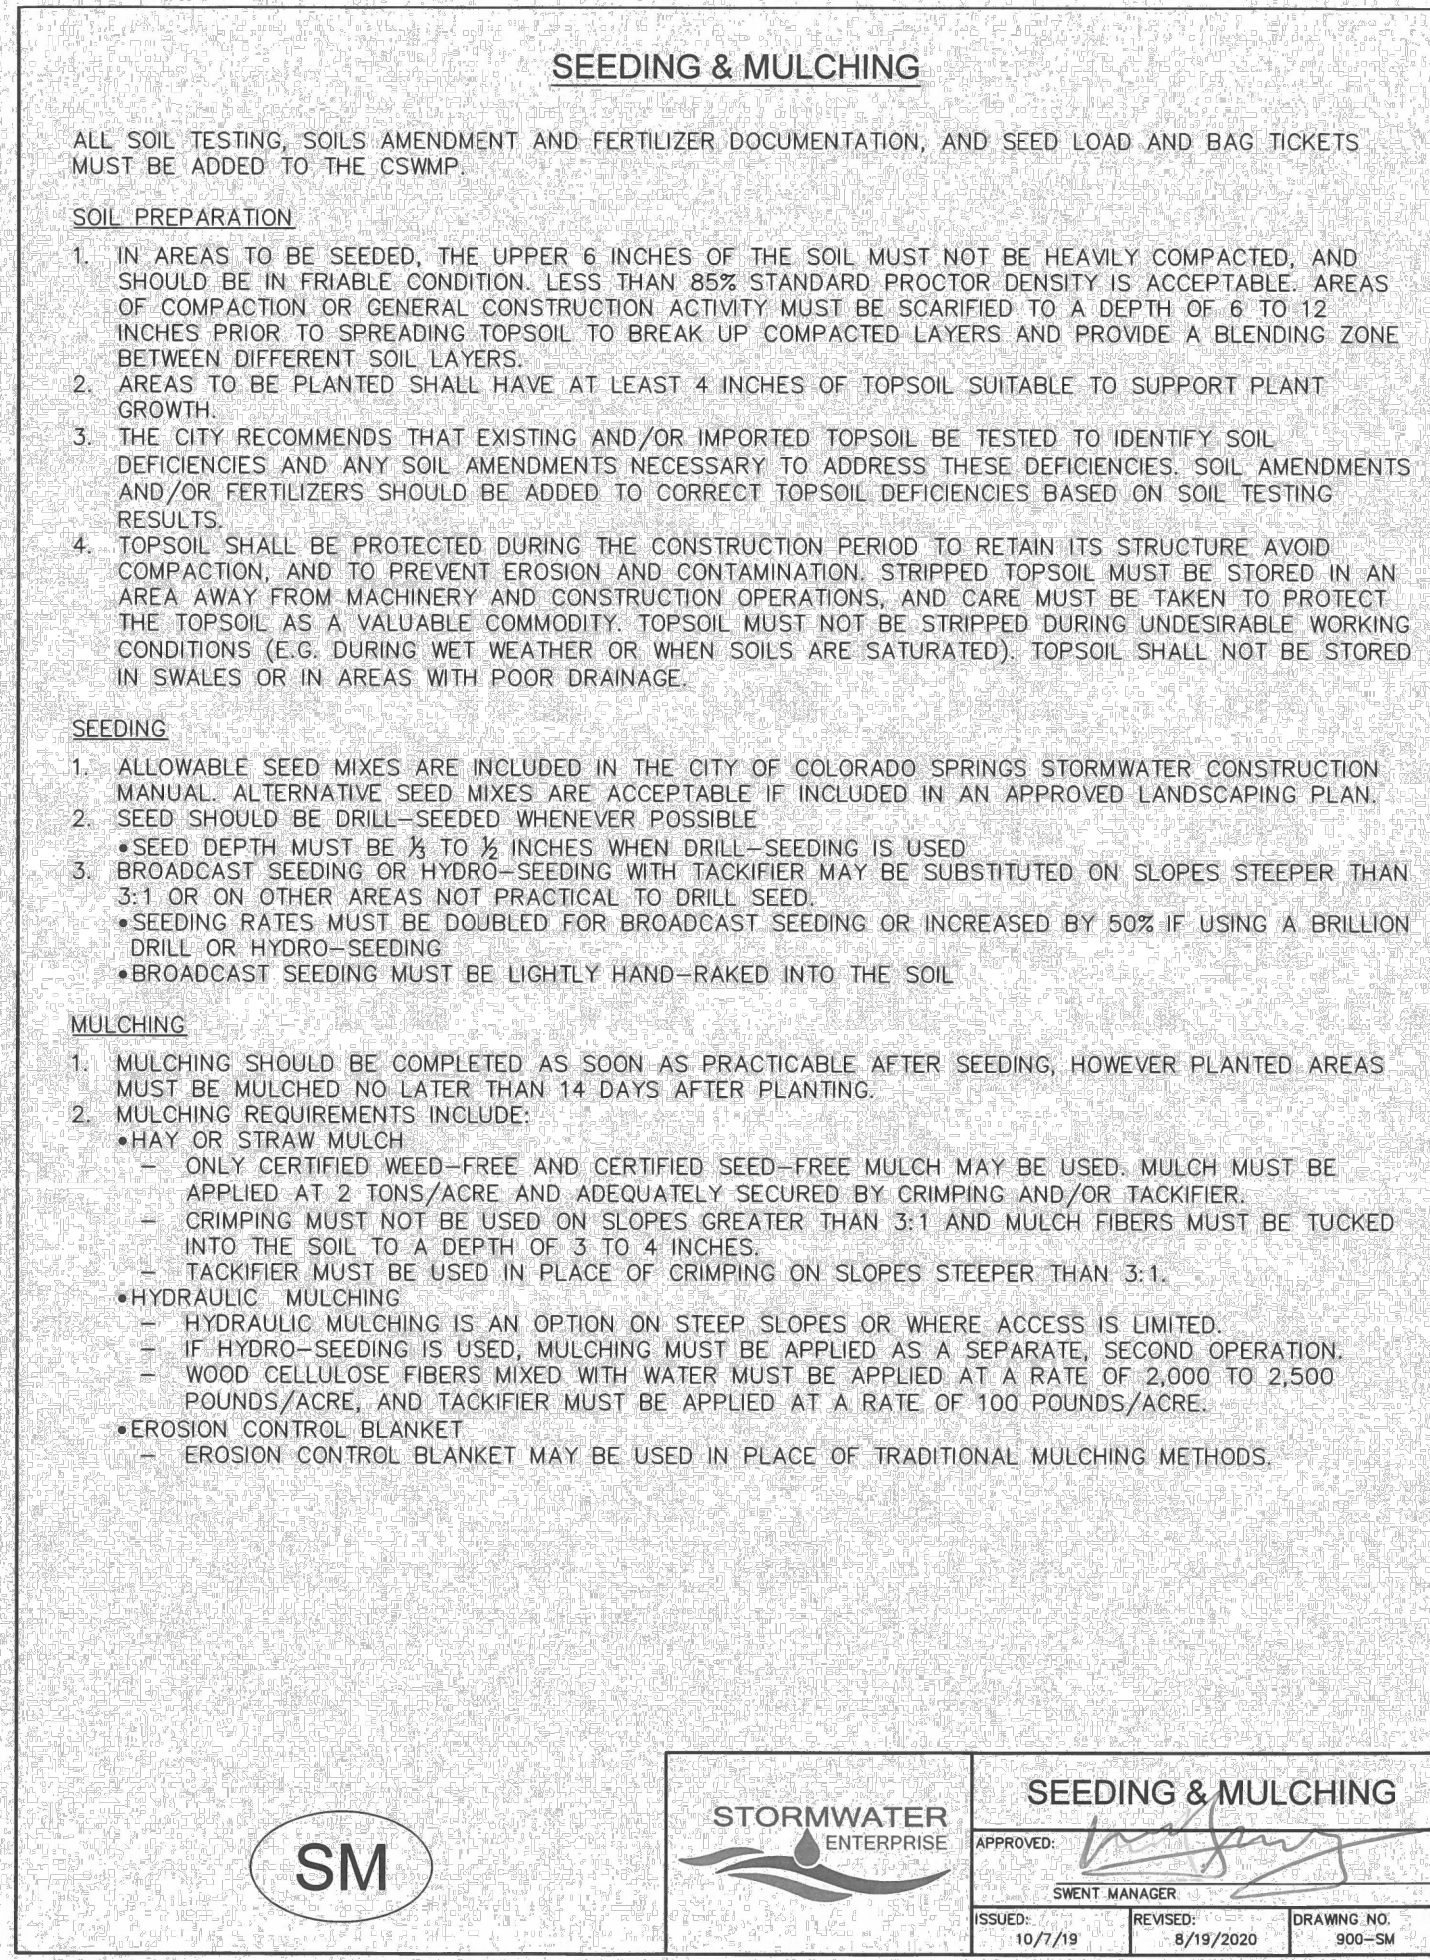 SEEDING & MULCHING
ALL SOIL TESTING, SOILS AMENDMENT AND FERTILIZER DOCUMENTATION, AND SEED LOAD AND BAG TICKETS
MUST BE ADDED TO THE CSWMP.
SOIL PREPARATION
1. IN AREAS TO BE SEEDED, THE UPPER 6 INCHES OF THE SOIL MUST NOT BE HEAVILY COMPACTED, AND
SHOULD BE IN FRIABLE CONDITION. LESS THAN 85% STANDARD PROCTOR DENSITY IS ACCEPTABLE. AREAS
OF COMPACTION OR GENERAL CONSTRUCTION ACTIVITY MUST BE SCARIFIED TO A DEPTH OF 6 TO 12
INCHES PRIOR TO SPREADING TOPSOIL TO BREAK UP COMPACTED LAYERS AND PROVIDE A BLENDING ZONE
BETWEEN DIFFERENT SOIL LAYERS.
2. AREAS TO BE PLANTED SHALL HAVE AT LEAST 4 INCHES OF TOPSOIL SUITABLE TO SUPPORT PLANT
GROWTH.
3. THE CITY RECOMMENDS THAT EXISTING AND/OR IMPORTED TOPSOIL BE TESTED TO IDENTIFY SOIL
DEFICIENCIES AND ANY SOIL AMENDMENTS NECESSARY TO ADDRESS THESE DEFICIENCIES. SOIL AMENDMENTS
AND/OR FERTILIZERS SHOULD BE ADDED TO CORRECT TOPSOIL DEFICIENCIES BASED ON SOIL TESTING
RESULTS.
4. TOPSOIL SHALL BE PROTECTED DURING THE CONSTRUCTION PERIOD TO RETAIN ITS STRUCTURE AVOID
COMPACTION, AND TO PREVENT EROSION AND CONTAMINATION. STRIPPED TOPSOIL MUST BE STORED IN AN
AREA AWAY FROM MACHINERY AND CONSTRUCTION OPERATIONS, AND CARE MUST BE TAKEN TO PROTECT
THE TOPSOIL AS A VALUABLE COMMODITY. TOPSOIL MUST NOT BE STRIPPED DURING UNDESIRABLE WORKING
CONDITIONS (E.G. DURING WET WEATHER OR WHEN SOILS ARE SATURATED). TOPSOIL SHALL NOT BE STORED
IN SWALES OR IN AREAS WITH POOR DRAINAGE.
SEEDING
1. ALLOWABLE SEED MIXES ARE INCLUDED IN THE CITY OF COLORADO SPRINGS STORMWATER CONSTRUCTION
MANUAL. ALTERNATIVE SEED MIXES ARE ACCEPTABLE IF INCLUDED IN AN APPROVED LANDSCAPING PLAN.
2. SEED SHOULD BE DRILL-SEEDED WHENEVER POSSIBLE
•SEED DEPTH MUST BE ⅓ TO ½ INCHES WHEN DRILL-SEEDING IS USED
3. BROADCAST SEEDING OR HYDRO-SEEDING WITH TACKIFIER MAY BE SUBSTITUTED ON SLOPES STEEPER THAN
3:1 OR ON OTHER AREAS NOT PRACTICAL TO DRILL SEED.
•SEEDING RATES MUST BE DOUBLED FOR BROADCAST SEEDING OR INCREASED BY 50% IF USING A BRILLION
DRILL OR HYDRO-SEEDING
•BROADCAST SEEDING MUST BE LIGHTLY HAND-RAKED INTO THE SOIL
MULCHING
1. MULCHING SHOULD BE COMPLETED AS SOON AS PRACTICABLE AFTER SEEDING, HOWEVER PLANTED AREAS
MUST BE MULCHED NO LATER THAN 14 DAYS AFTER PLANTING.
2. MULCHING REQUIREMENTS INCLUDE:
•HAY OR STRAW MULCH
– ONLY CERTIFIED WEED-FREE AND CERTIFIED SEED-FREE MULCH MAY BE USED. MULCH MUST BE
APPLIED AT 2 TONS/ACRE AND ADEQUATELY SECURED BY CRIMPING AND/OR TACKIFIER.
– CRIMPING MUST NOT BE USED ON SLOPES GREATER THAN 3:1 AND MULCH FIBERS MUST BE TUCKED
INTO THE SOIL TO A DEPTH OF 3 TO 4 INCHES.
– TACKIFIER MUST BE USED IN PLACE OF CRIMPING ON SLOPES STEEPER THAN 3:1.
•HYDRAULIC MULCHING
– HYDRAULIC MULCHING IS AN OPTION ON STEEP SLOPES OR WHERE ACCESS IS LIMITED.
– IF HYDRO-SEEDING IS USED, MULCHING MUST BE APPLIED AS A SEPARATE, SECOND OPERATION.
– WOOD CELLULOSE FIBERS MIXED WITH WATER MUST BE APPLIED AT A RATE OF 2,000 TO 2,500
POUNDS/ACRE, AND TACKIFIER MUST BE APPLIED AT A RATE OF 100 POUNDS/ACRE.
•EROSION CONTROL BLANKET
– EROSION CONTROL BLANKET MAY BE USED IN PLACE OF TRADITIONAL MULCHING METHODS.
SM
STORMWATER
ENTERPRISE
SEEDING & MULCHING
APPROVED:
SWENT MANAGER
ISSUED:
10/7/19
REVISED:
8/19/2020
DRAWING NO.
900-SM